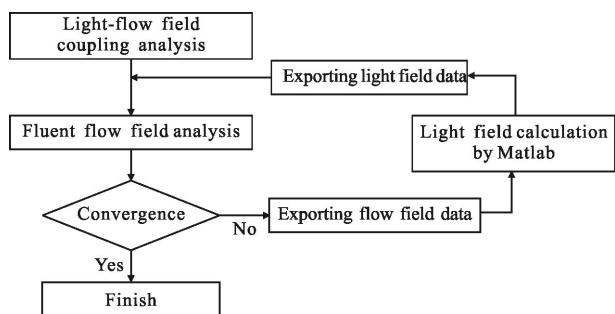 Light-flow field
coupling analysis
Exporting light field data
Fluent flow field analysis
Light field calculation
by Matlab
Convergence
No
Exporting flow field data
Yes
Finish